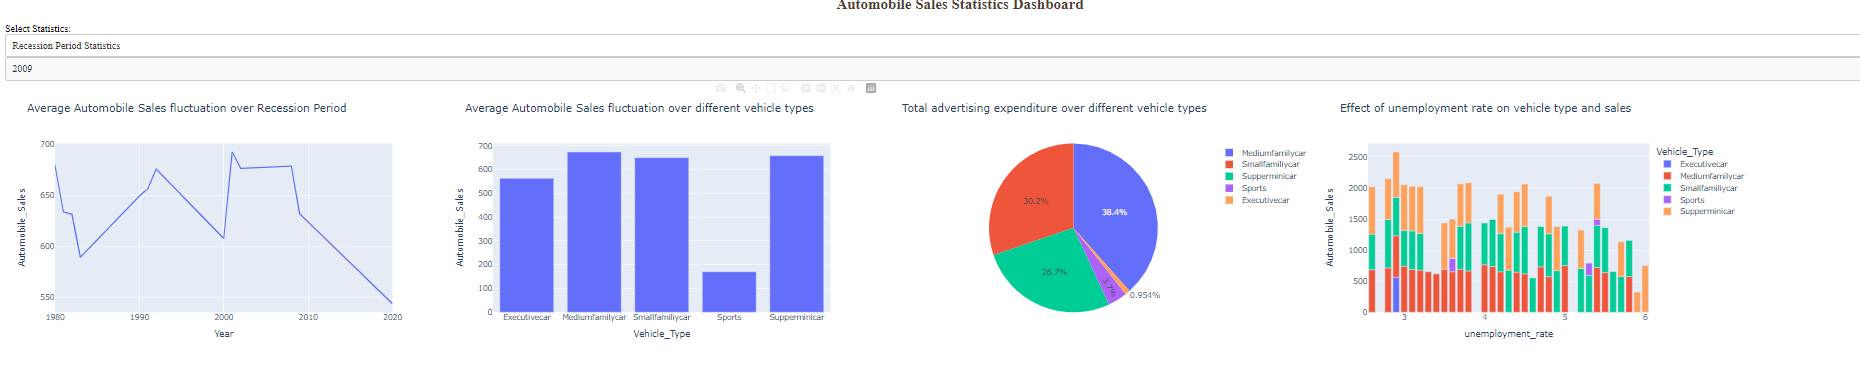 Automobile Sales Statistics Dashboard
Select Statistics:
Recession Period Statistics
2009
Average Automobile Sales fluctuation over Recession Period
700
650
600
550
Automobile_Sales
1980 1990 2000 2010 2020
Year
Average Automobile Sales fluctuation over different vehicle types
700
600
500
400
300
200
100
0
Automobile_Sales
Executivecar Mediumfamilycar Smallfamiliycar Sports Supperminicar
Vehicle_Type
Total advertising expenditure over different vehicle types
38.4%
30.2%
26.7%
3.7%
0.954%
Mediumfamilycar
Smallfamiliycar
Supperminicar
Sports
Executivecar
Effect of unemployment rate on vehicle type and sales
2500
2000
1500
1000
500
0
Automobile_Sales
3 4 5 6
unemployment_rate
Vehicle_Type
Executivecar
Mediumfamilycar
Smallfamiliycar
Sports
Supperminicar